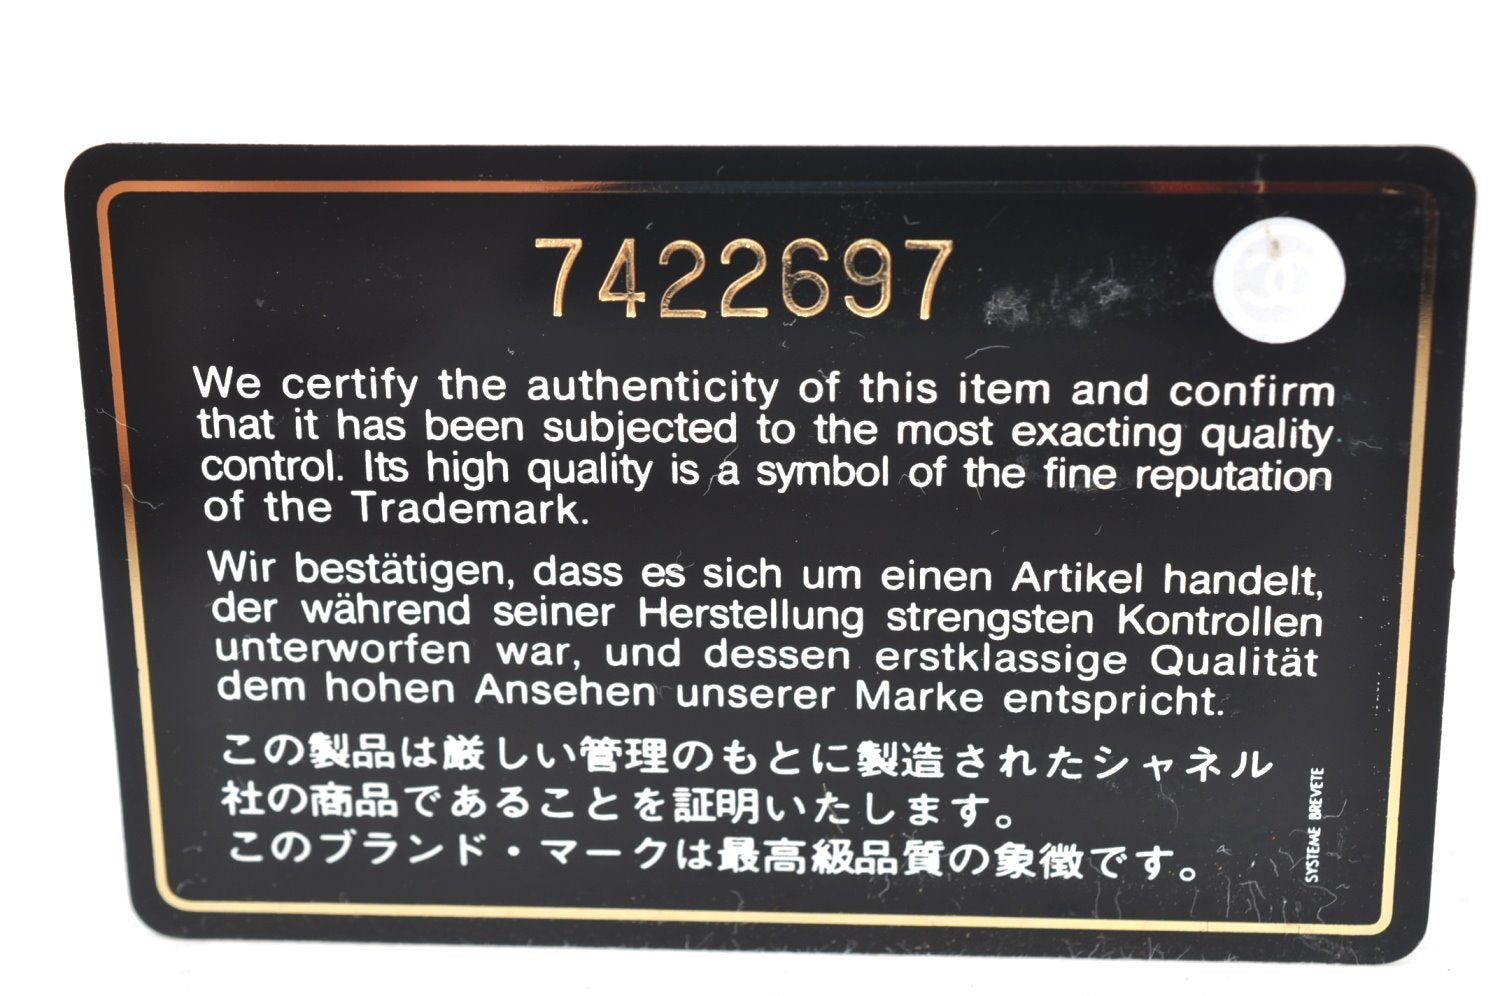 7422697
We certify the authenticity of this item and confirm
that it has been subjected to the most exacting quality
control. Its high quality is a symbol of the fine reputation
of the Trademark.
Wir bestätigen, dass es sich um einen Artikel handelt,
der während seiner Herstellung strengsten Kontrollen
unterworfen war, und dessen erstklassige Qualität
dem hohen Ansehen unserer Marke entspricht.
この製品は厳しい管理のもとに製造されたシャネル
社の商品であることを証明いたします。
このブランド・マークは最高級品質の象徴です。
SYSTEME BREVETE